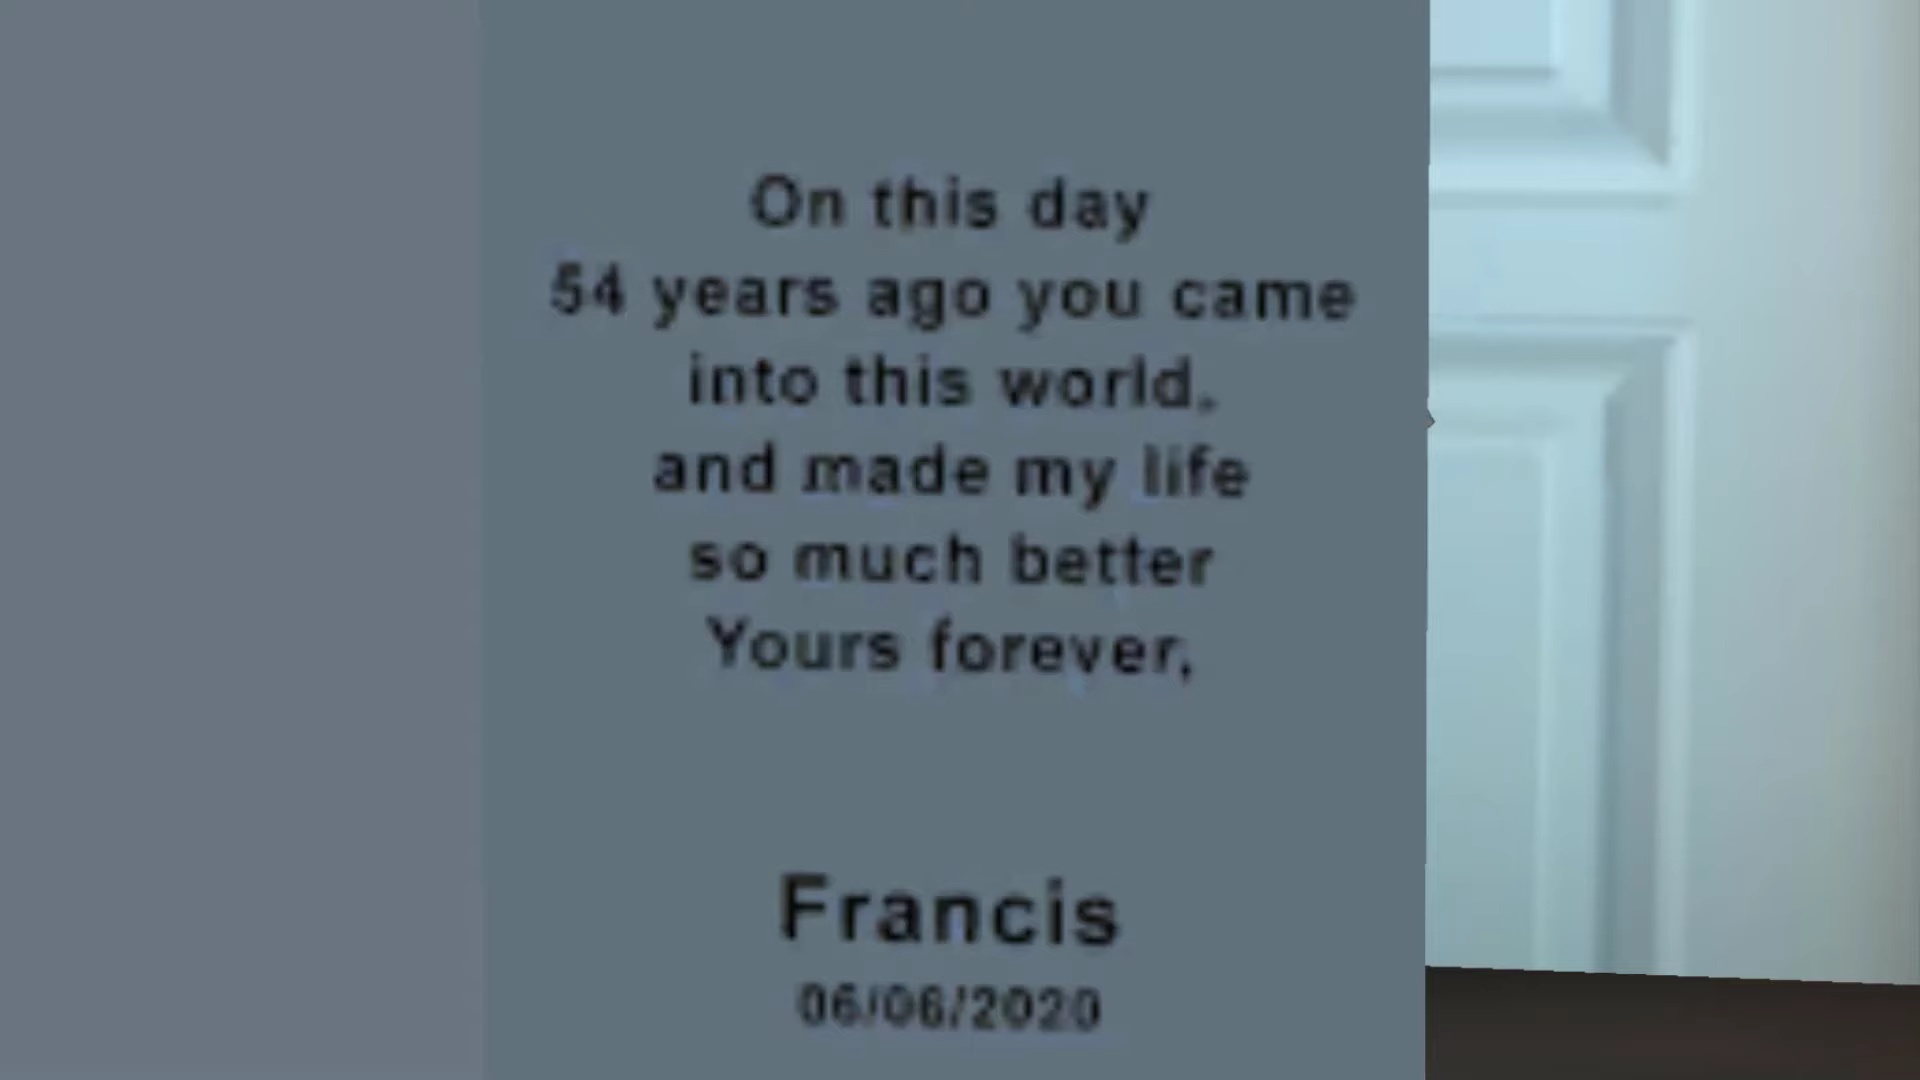 On this day
54 years ago you came
into this world.
and made my life
so much better
Yours forever,
Francis
06/06/2020